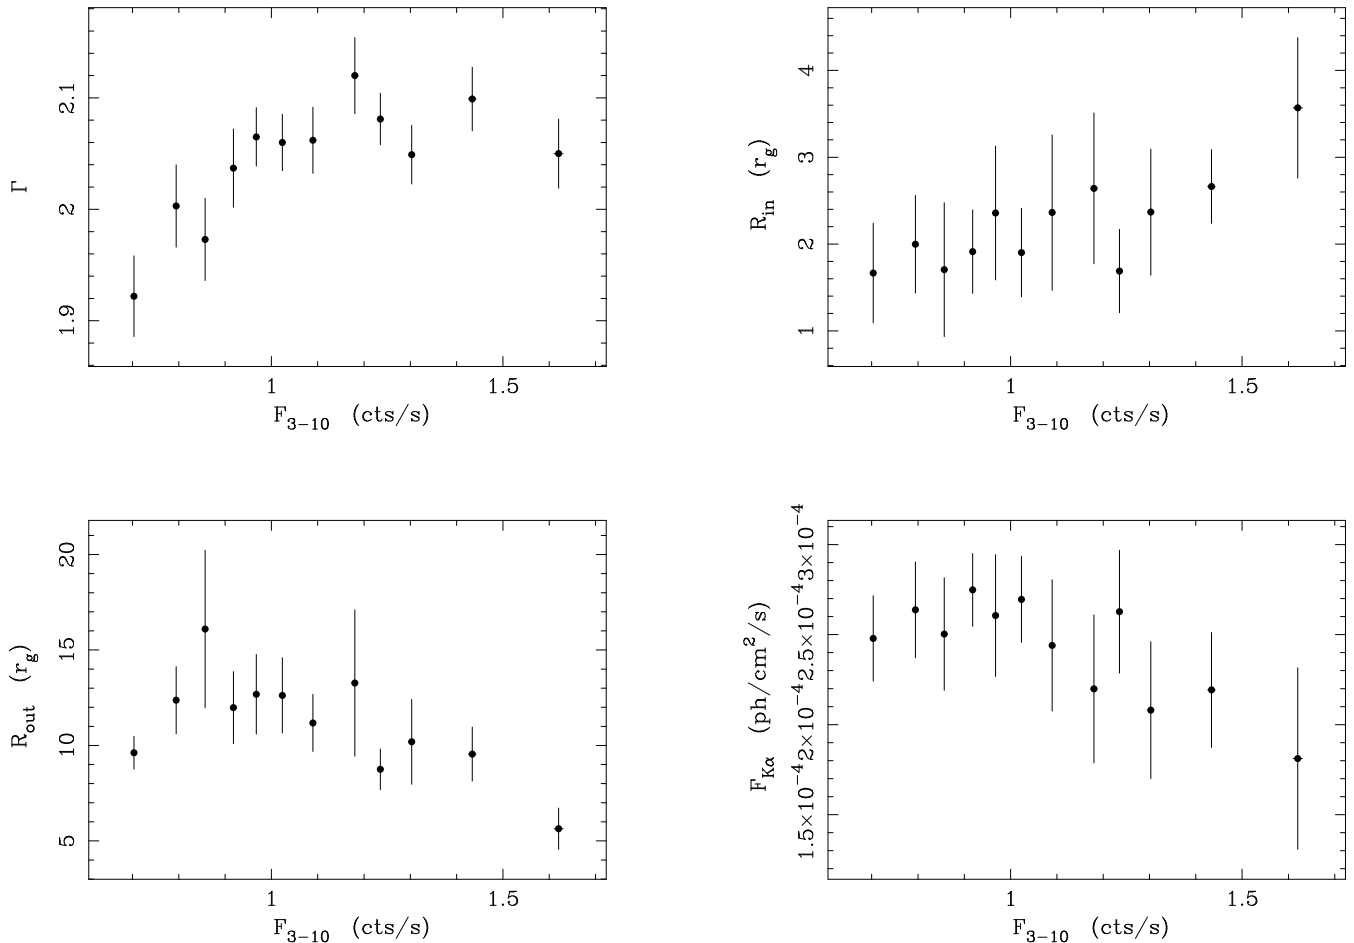 2.1
2
1.9
Γ
1 1.5
F3−10 (cts/s)
4
3
2
1
Rin (rg)
1 1.5
F3−10 (cts/s)
20
15
10
5
Rout (rg)
1 1.5
F3−10 (cts/s)
3×10−4
2.5×10−4
2×10−4
1.5×10−4
FKα (ph/cm2/s)
1 1.5
F3−10 (cts/s)